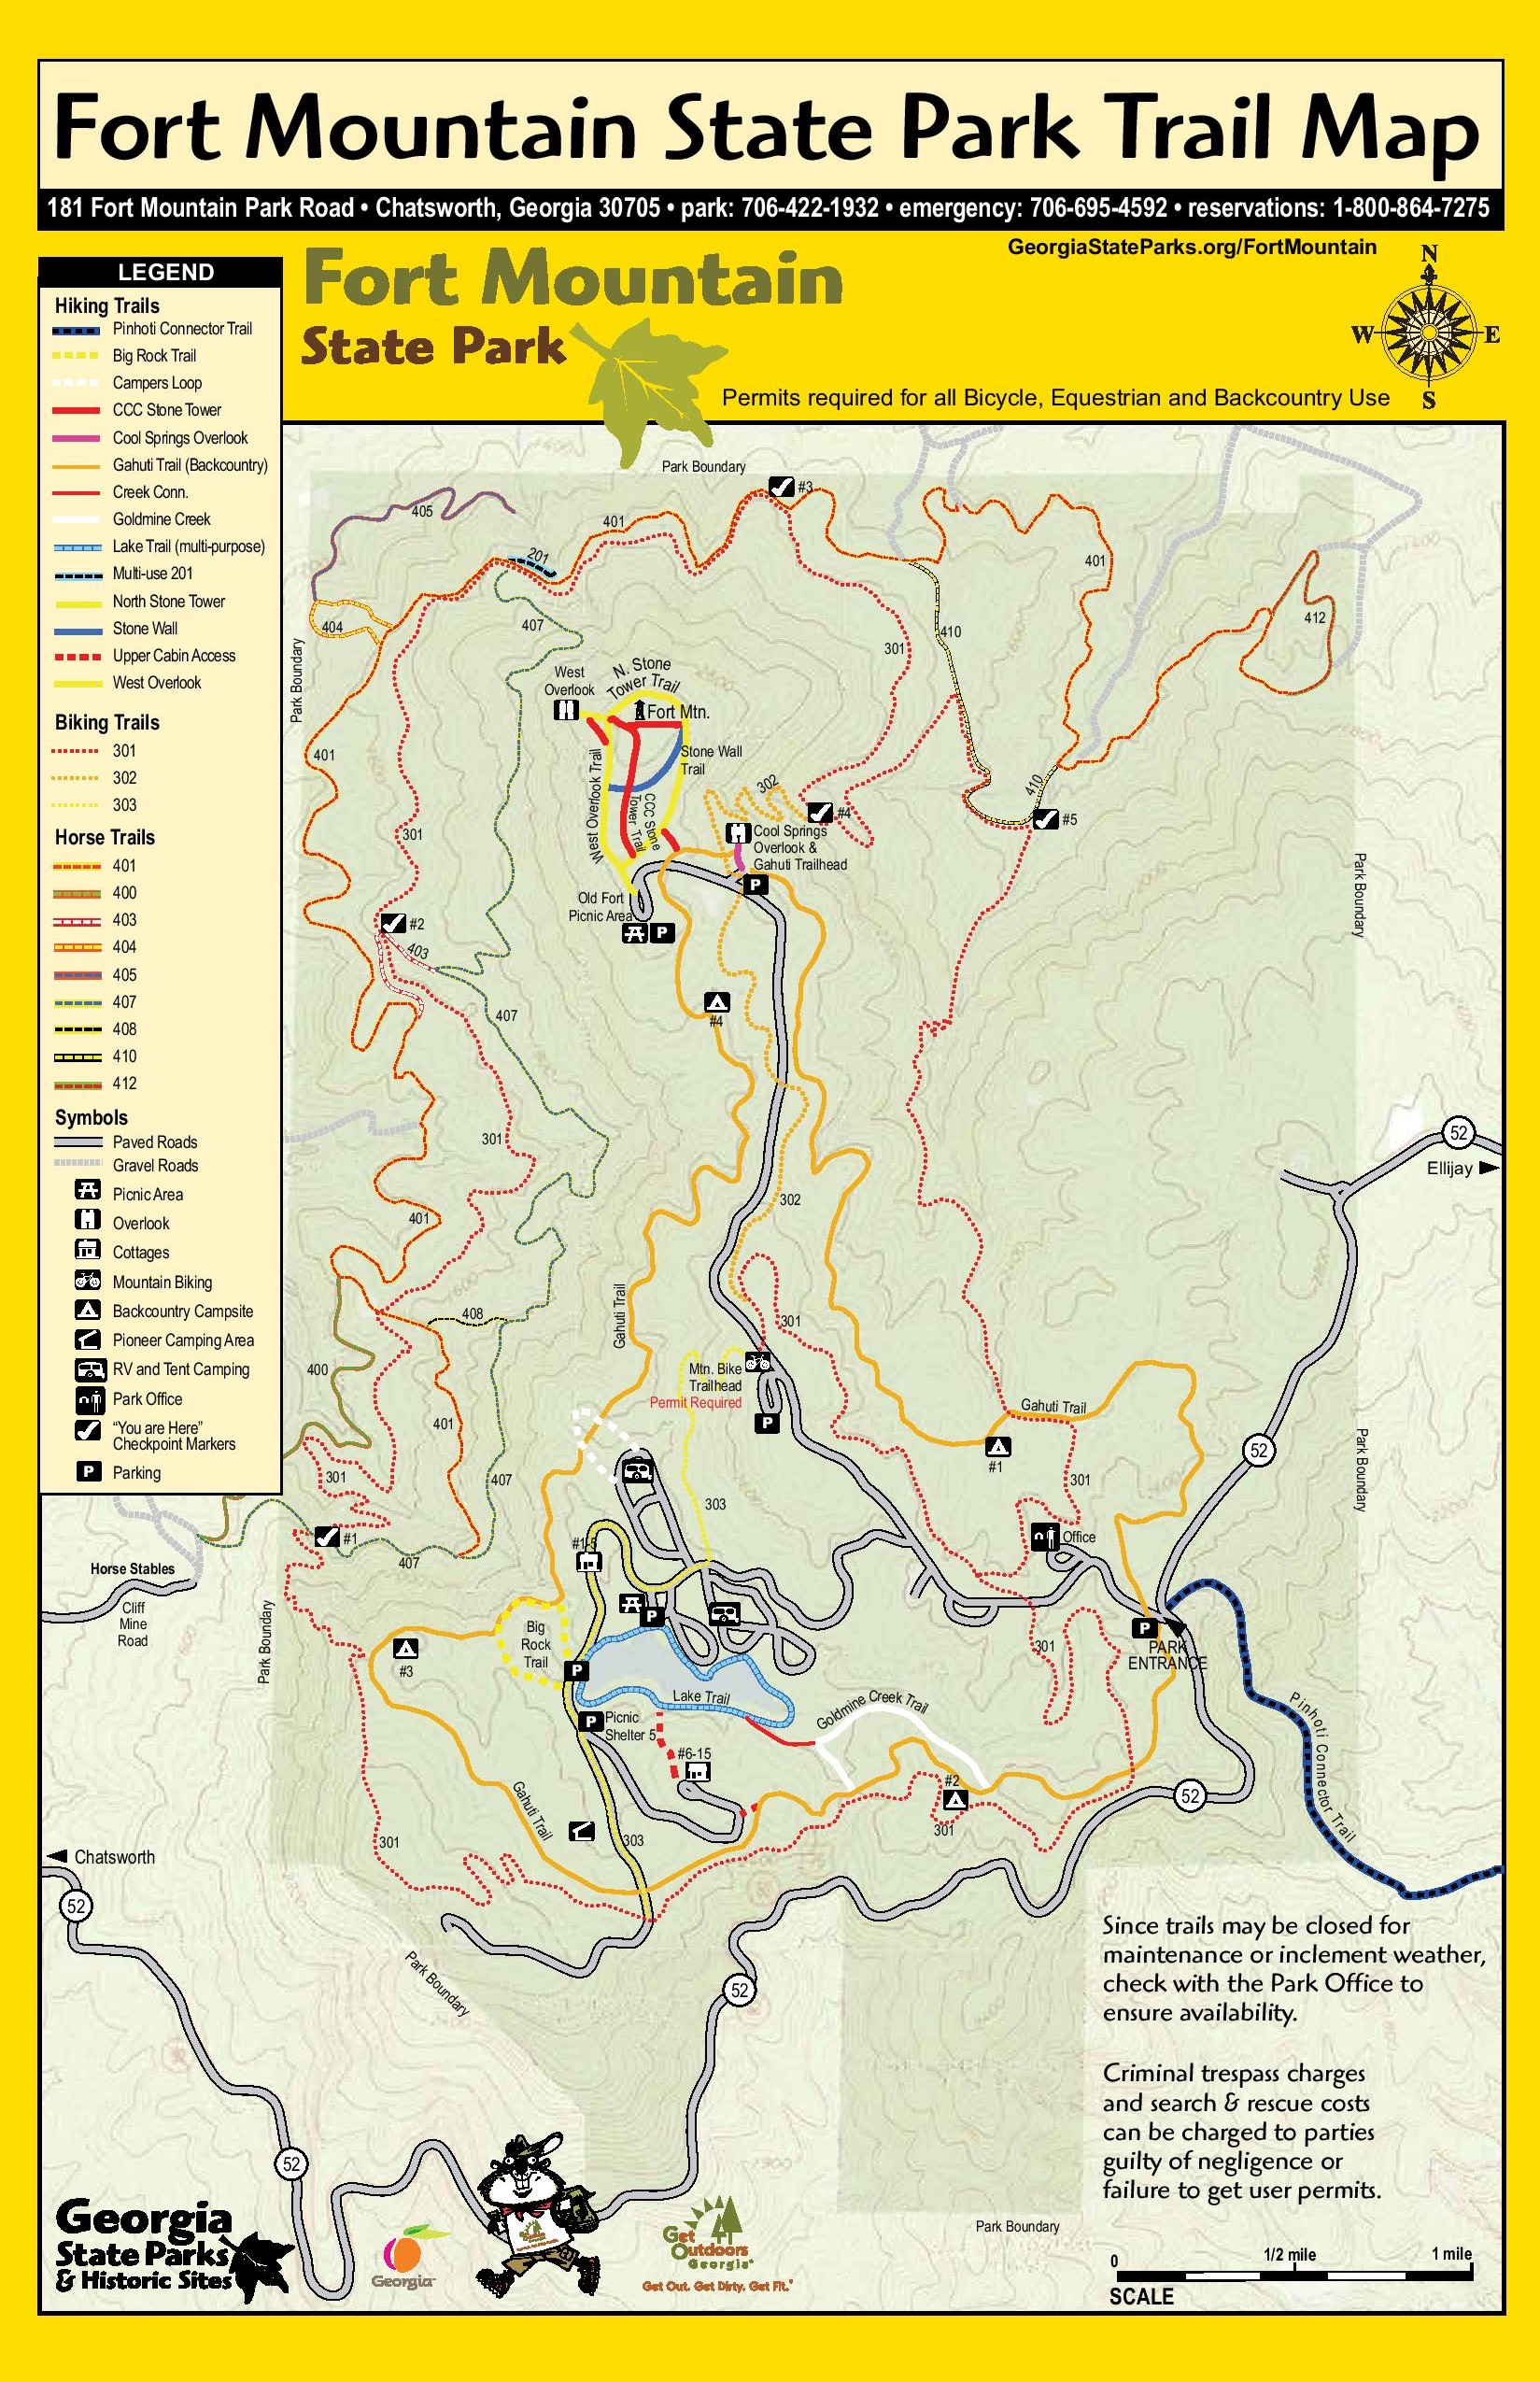 Fort Mountain State Park Trail Map
181 Fort Mountain Park Road • Chatsworth, Georgia 30705 • park: 706-422-1932 • emergency: 706-695-4592 • reservations: 1-800-864-7275
GeorgiaStateParks.org/FortMountain
Fort Mountain
State Park
Permits required for all Bicycle, Equestrian and Backcountry Use
N
W
E
S
LEGEND
Hiking Trails
Pinhoti Connector Trail
Big Rock Trail
Campers Loop
CCC Stone Tower
Cool Springs Overlook
Gahuti Trail (Backcountry)
Creek Conn.
Goldmine Creek
Lake Trail (multi-purpose)
Multi-use 201
North Stone Tower
Stone Wall
Upper Cabin Access
West Overlook
Biking Trails
301
302
303
Horse Trails
401
400
403
404
405
407
408
410
412
Symbols
Paved Roads
Gravel Roads
Picnic Area
Overlook
Cottages
Mountain Biking
Backcountry Campsite
Pioneer Camping Area
RV and Tent Camping
Park Office
"You are Here"
Checkpoint Markers
P
Parking
Park Boundary
#3
405
401
201
401
404
407
410
412
301
Park Boundary
West
Overlook
N. Stone
Tower Trail
Fort Mtn.
Stone Wall
Trail
401
West Overlook Trail
CCC Stone
Tower Trail
302
410
#4
#5
301
Cool Springs
Overlook &
Gahuti Trailhead
P
Park Boundary
Old Fort
Picnic Area
P
#2
403
407
#4
301
52
Ellijay
302
401
Gahuti Trail
408
301
400
Mtn. Bike
Trailhead
Permit Required
P
401
Gahuti Trail
#1
52
Park Boundary
301
407
301
303
#1
407
#1-5
Office
Horse Stables
Cliff
Mine
Road
Park Boundary
P
Big
Rock
Trail
#3
P
P
PARK
ENTRANCE
301
Lake Trail
Goldmine Creek Trail
Pinhoti Connector Trail
P
Picnic
Shelter 5
#6-15
#2
52
Gahuti Trail
301
303
301
Chatsworth
52
Park Boundary
52
Since trails may be closed for
maintenance or inclement weather,
check with the Park Office to
ensure availability.
Criminal trespass charges
and search & rescue costs
can be charged to parties
guilty of negligence or
failure to get user permits.
52
Park Boundary
Georgia
State Parks
& Historic Sites
Georgia
Get
Outdoors
Georgia
Get Out. Get Dirty. Get Fit.
0
1/2 mile
1 mile
SCALE